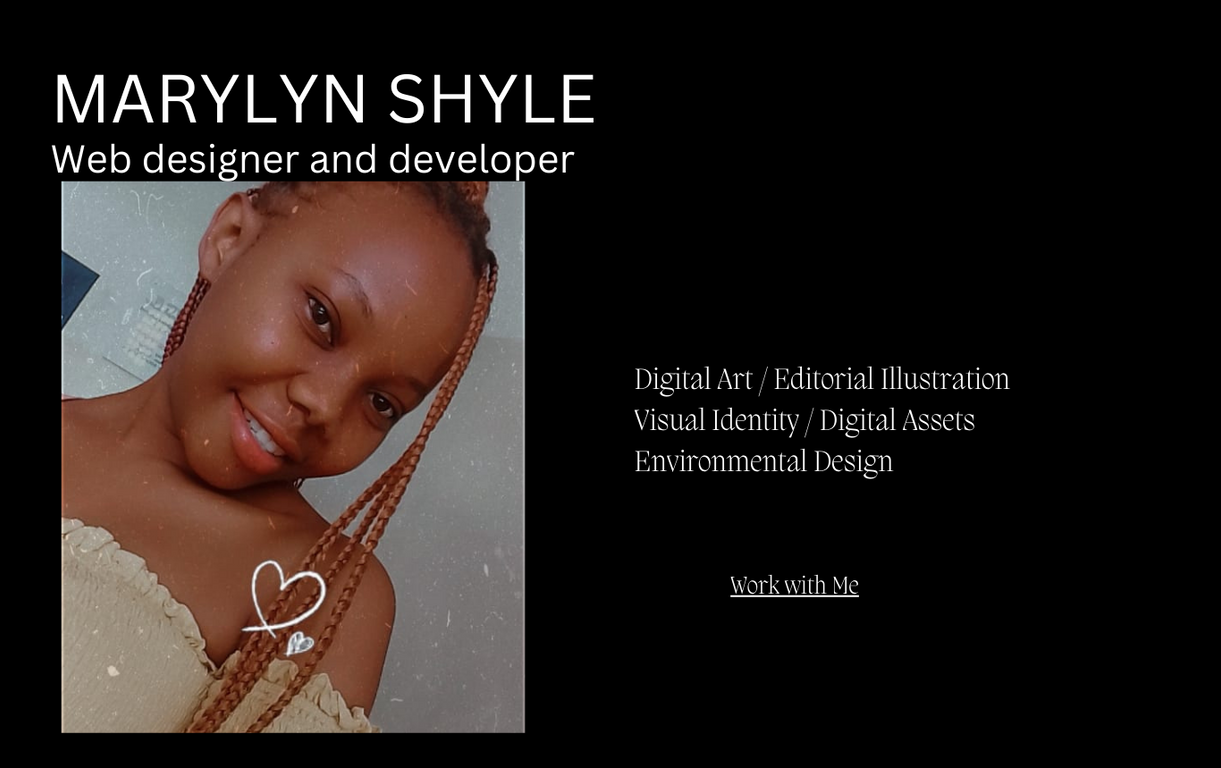 MARYLYN SHYLE
Web designer and developer
Digital Art / Editorial Illustration
Visual Identity / Digital Assets
Environmental Design
Work with Me